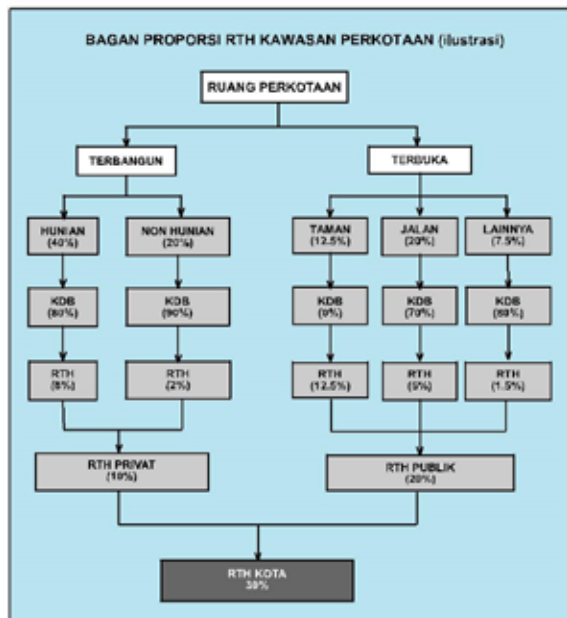 BAGAN PROPORSI RTH KAWASAN PERKOTAAN (ilustrasi)
RUANG PERKOTAAN
TERBANGUN
TERBUKA
HUNIAN
(40%)
NON HUNIAN
(20%)
TAMAN
(12.5%)
JALAN
(20%)
LAINNYA
(7.5%)
KDB
(80%)
KDB
(90%)
KDB
(0%)
KDB
(70%)
KDB
(80%)
RTH
(8%)
RTH
(2%)
RTH
(12.5%)
RTH
(6%)
RTH
(1.5%)
RTH PRIVAT
(10%)
RTH PUBLIK
(20%)
RTH KOTA
30%